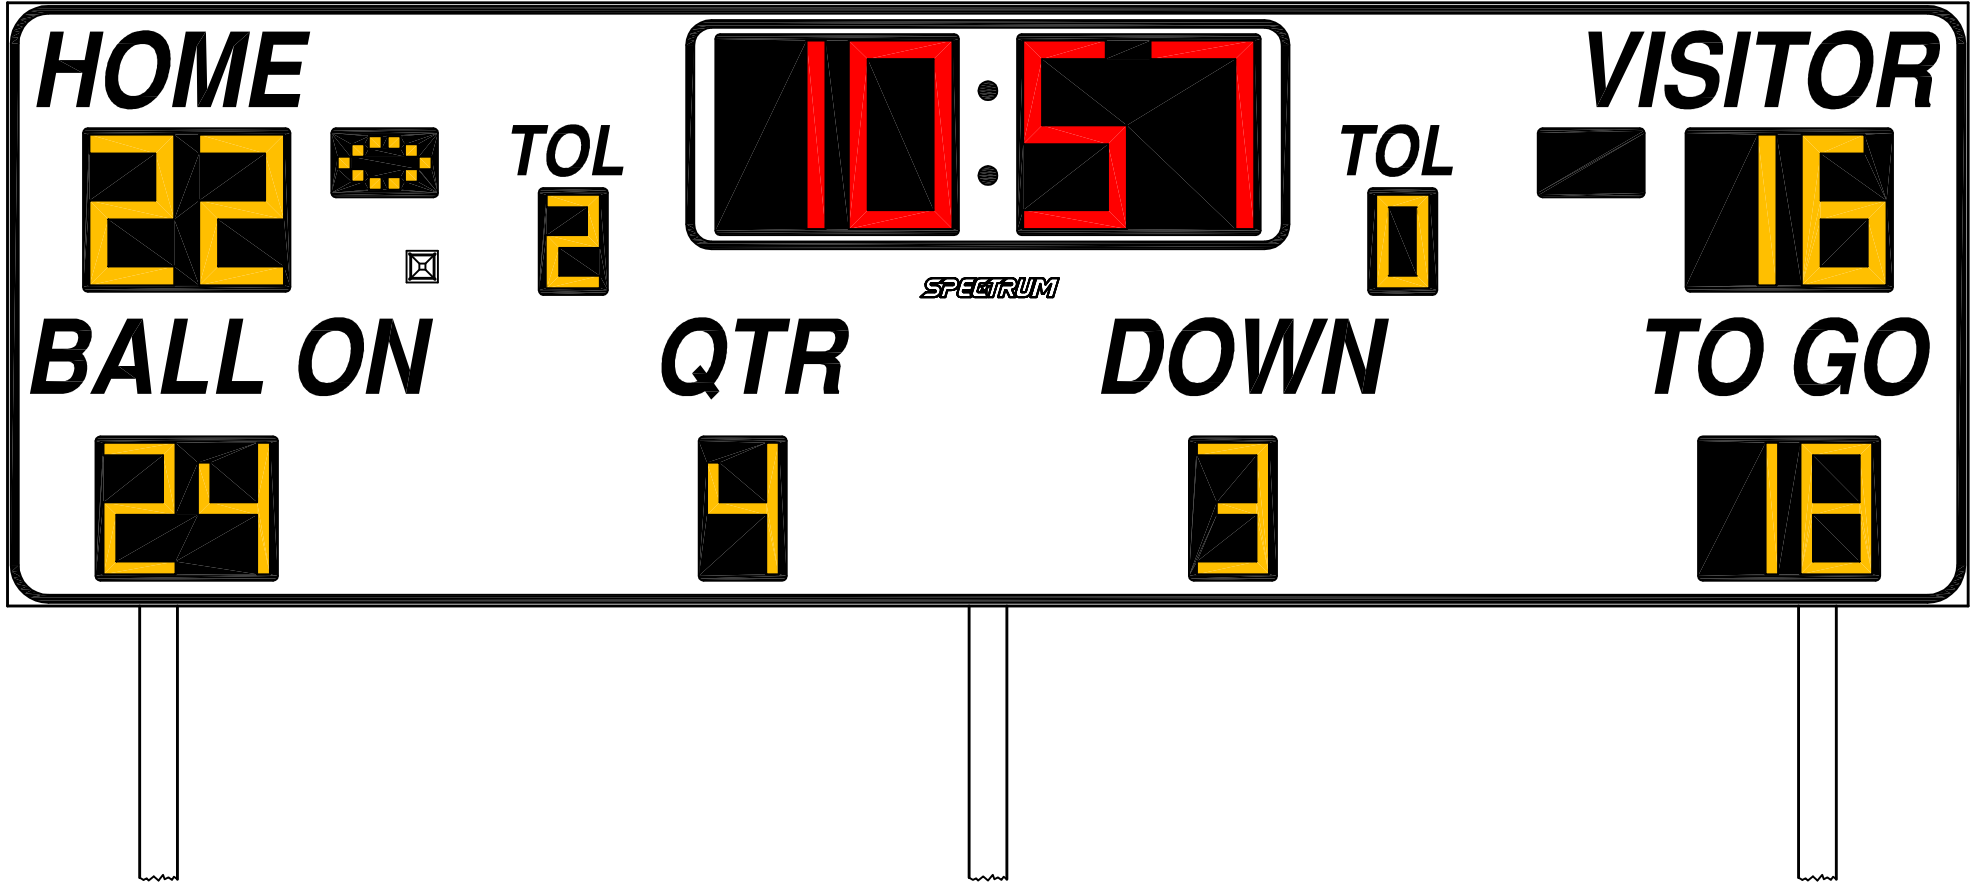 HOME 10:57 VISITOR
22 TOL TOL 16
2 0
SPECTRUM
BALL ON QTR DOWN TO GO
24 4 3 18